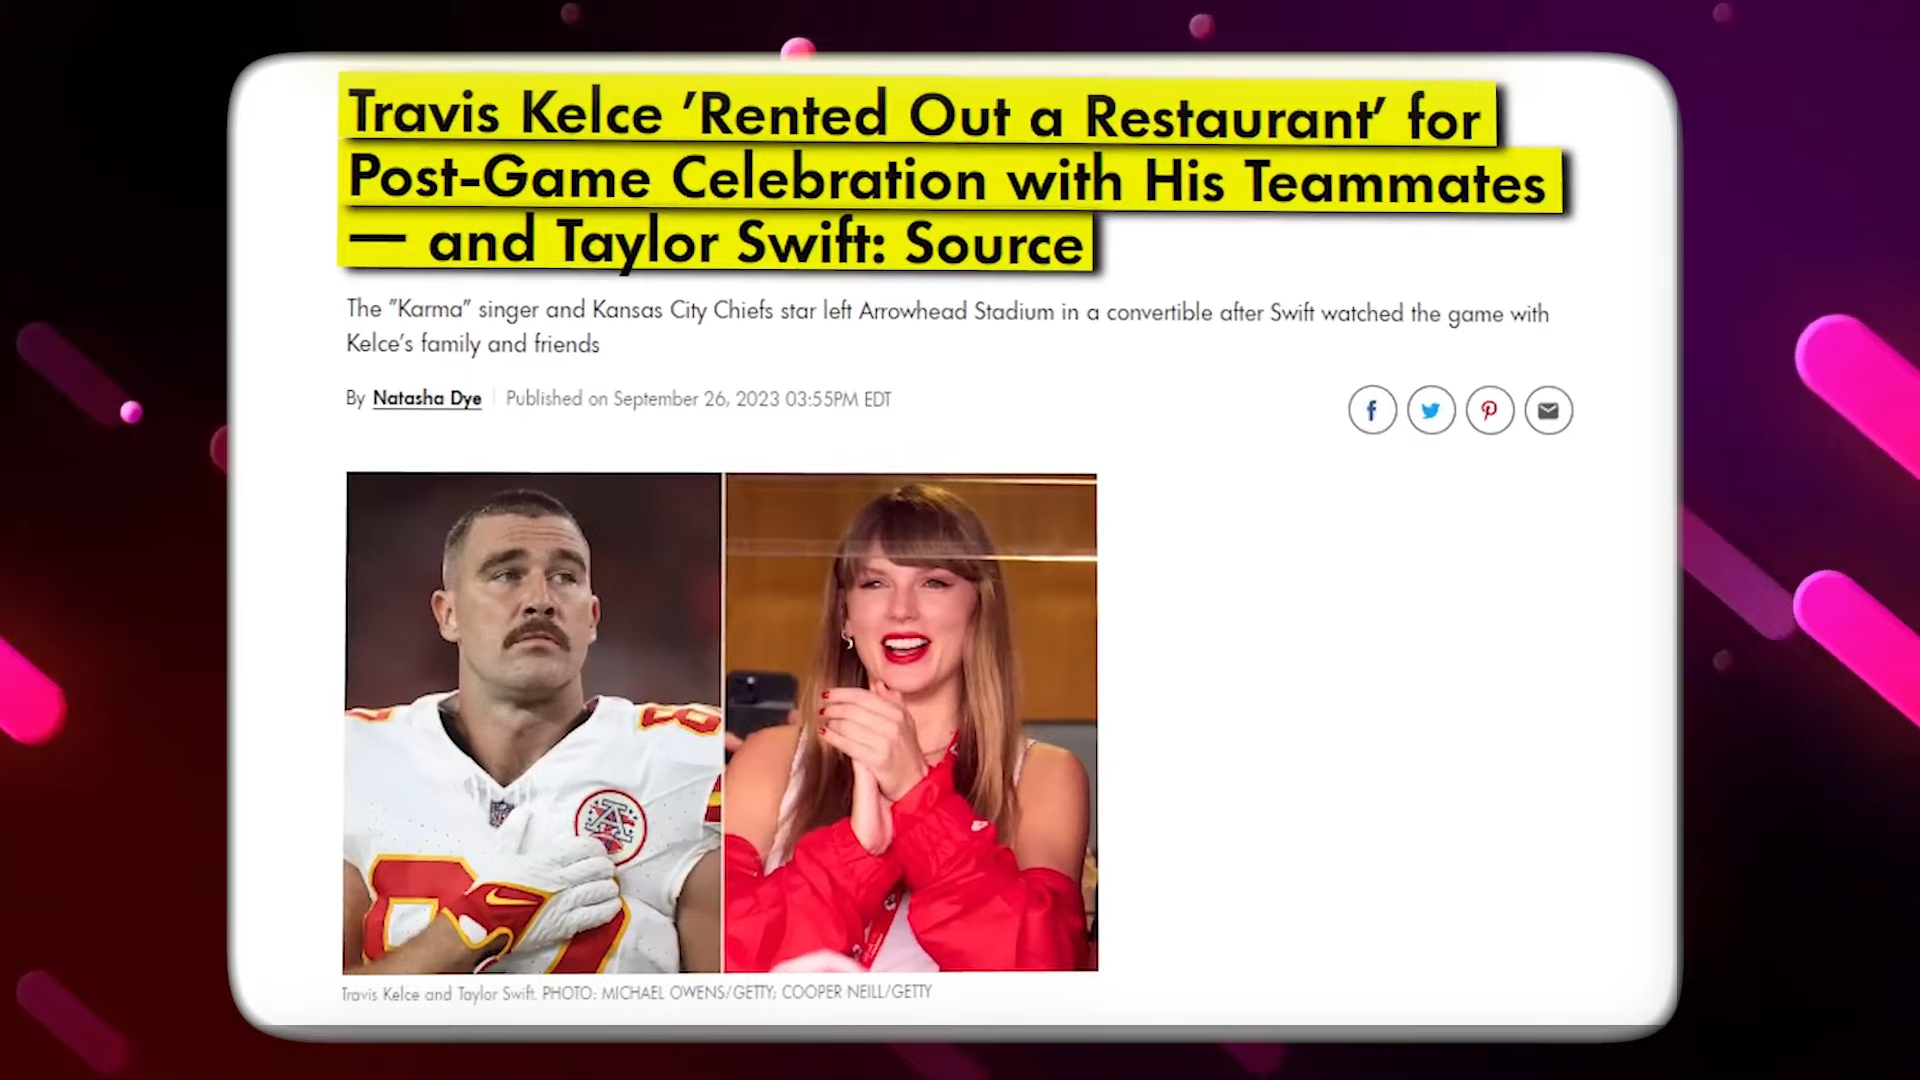 Travis Kelce ’Rented Out a Restaurant’ for
Post-Game Celebration with His Teammates
— and Taylor Swift: Source
The ”Karma” singer and Kansas City Chiefs star left Arrowhead Stadium in a convertible after Swift watched the game with
Kelce’s family and friends
By Natasha Dye | Published on September 26, 2023 03:55PM EDT
Travis Kelce and Taylor Swift. PHOTO: MICHAEL OWENS/GETTY; COOPER NEILL/GETTY